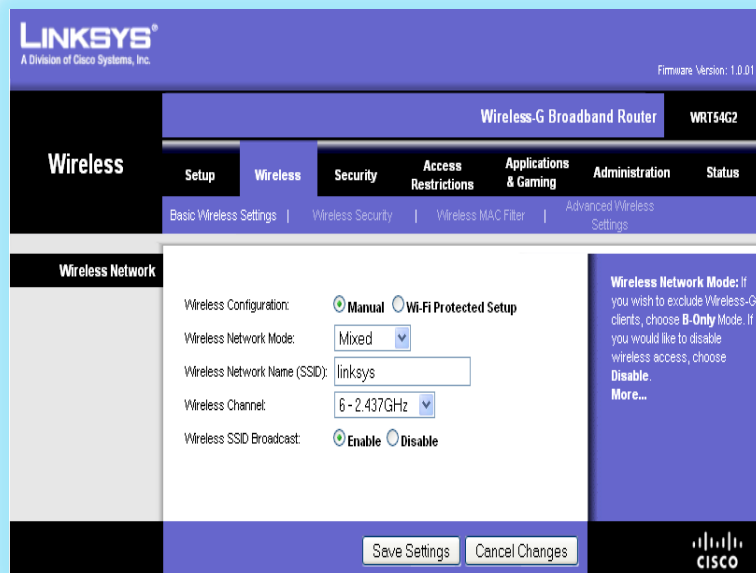 LINKSYS®
A Division of Cisco Systems, Inc.
Firmware Version: 1.0.01
Wireless-G Broadband Router
WRT54G2
Wireless
Setup
Wireless
Security
Access
Restrictions
Applications
& Gaming
Administration
Status
Basic Wireless Settings |
Wireless Security |
Wireless MAC Filter |
Advanced Wireless
Settings
Wireless Network
Wireless Configuration: Manual Wi-Fi Protected Setup
Wireless Network Mode: Mixed
Wireless Network Name (SSID): linksys
Wireless Channel: 6 - 2.437GHz
Wireless SSID Broadcast: Enable Disable
Wireless Network Mode: If
you wish to exclude Wireless-G
clients, choose B-Only Mode. If
you would like to disable
wireless access, choose
Disable.
More...
Save Settings
Cancel Changes
CISCO